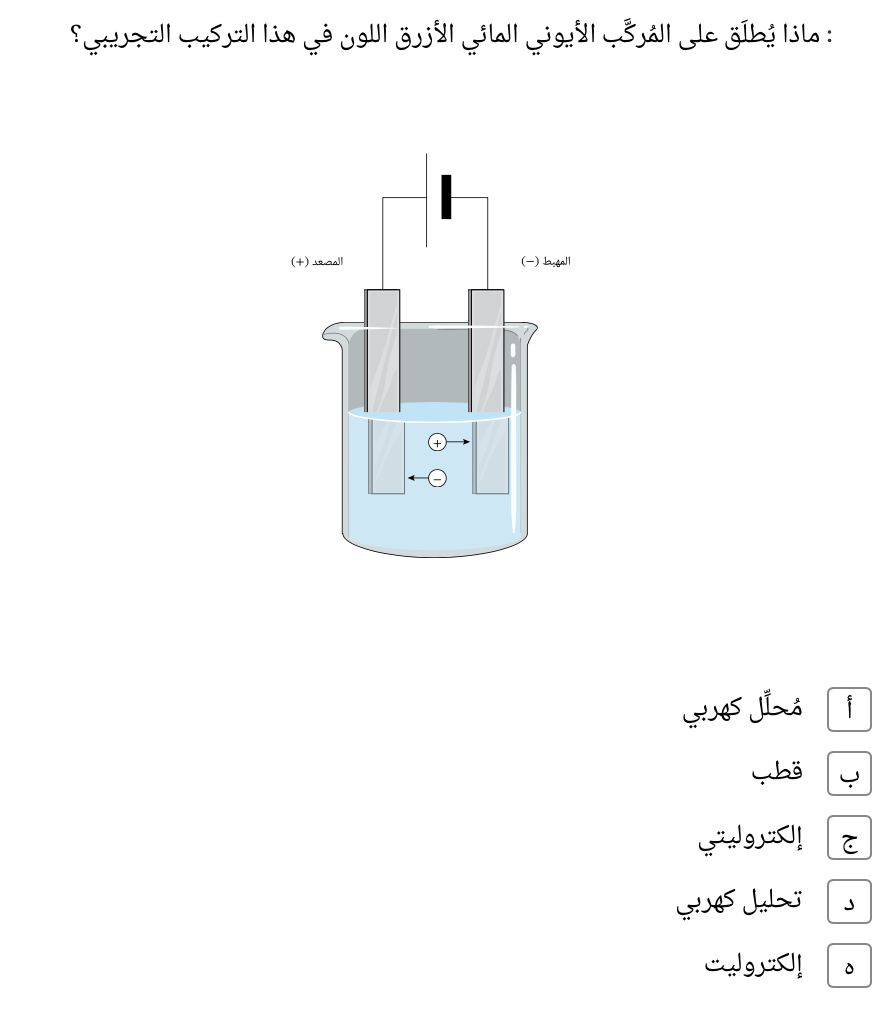 : ماذا يُطلَق على المُركَّب الأيوني المائي الأزرق اللون في هذا التركيب التجريبي؟
المصعد (+)
المهبط (−)
+
−
أ مُحلِّل كهربي
ب قطب
ج إلكتروليتي
د تحليل كهربي
ه إلكتروليت